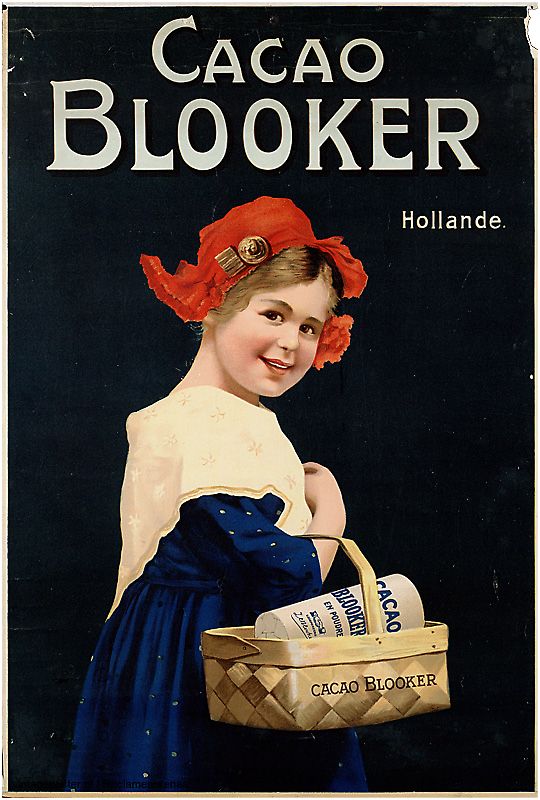 CACAO
BLOOKER
Hollande.
CACAO
BLOOKER
EN POUDRE
CACAO BLOOKER